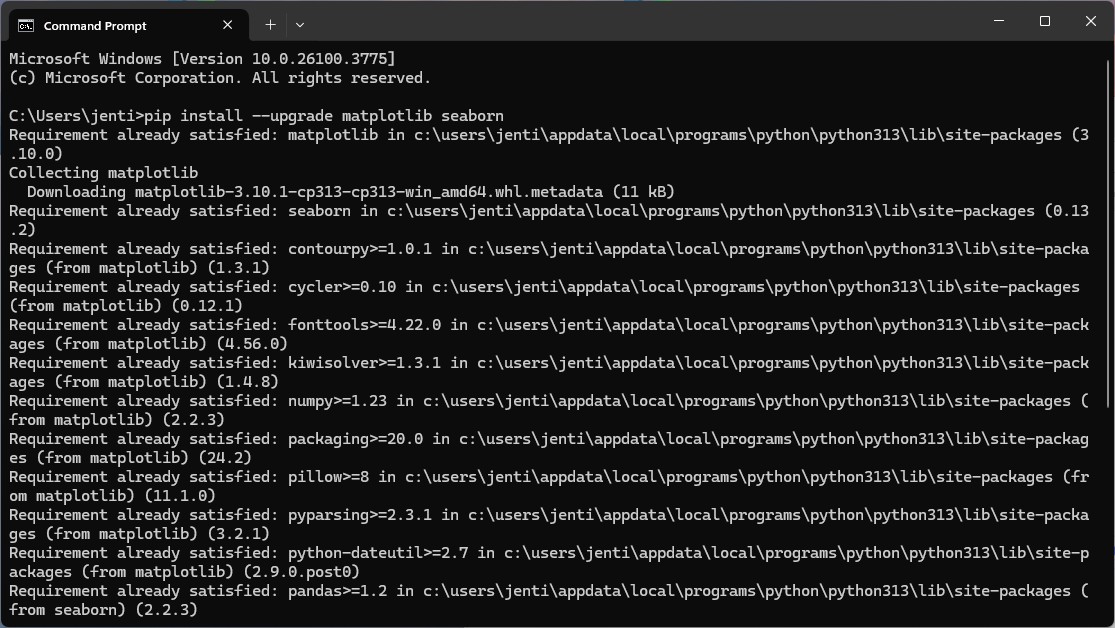 Command Prompt
Microsoft Windows [Version 10.0.26100.3775]
(c) Microsoft Corporation. All rights reserved.
C:\Users\jenti>pip install --upgrade matplotlib seaborn
Requirement already satisfied: matplotlib in c:\users\jenti\appdata\local\programs\python\python313\lib\site-packages (3
.10.0)
Collecting matplotlib
  Downloading matplotlib-3.10.1-cp313-cp313-win_amd64.whl.metadata (11 kB)
Requirement already satisfied: seaborn in c:\users\jenti\appdata\local\programs\python\python313\lib\site-packages (0.13
.2)
Requirement already satisfied: contourpy>=1.0.1 in c:\users\jenti\appdata\local\programs\python\python313\lib\site-packa
ges (from matplotlib) (1.3.1)
Requirement already satisfied: cycler>=0.10 in c:\users\jenti\appdata\local\programs\python\python313\lib\site-packages
(from matplotlib) (0.12.1)
Requirement already satisfied: fonttools>=4.22.0 in c:\users\jenti\appdata\local\programs\python\python313\lib\site-pack
ages (from matplotlib) (4.56.0)
Requirement already satisfied: kiwisolver>=1.3.1 in c:\users\jenti\appdata\local\programs\python\python313\lib\site-pack
ages (from matplotlib) (1.4.8)
Requirement already satisfied: numpy>=1.23 in c:\users\jenti\appdata\local\programs\python\python313\lib\site-packages (
from matplotlib) (2.2.3)
Requirement already satisfied: packaging>=20.0 in c:\users\jenti\appdata\local\programs\python\python313\lib\site-packag
es (from matplotlib) (24.2)
Requirement already satisfied: pillow>=8 in c:\users\jenti\appdata\local\programs\python\python313\lib\site-packages (fr
om matplotlib) (11.1.0)
Requirement already satisfied: pyparsing>=2.3.1 in c:\users\jenti\appdata\local\programs\python\python313\lib\site-packa
ges (from matplotlib) (3.2.1)
Requirement already satisfied: python-dateutil>=2.7 in c:\users\jenti\appdata\local\programs\python\python313\lib\site-p
ackages (from matplotlib) (2.9.0.post0)
Requirement already satisfied: pandas>=1.2 in c:\users\jenti\appdata\local\programs\python\python313\lib\site-packages (
from seaborn) (2.2.3)